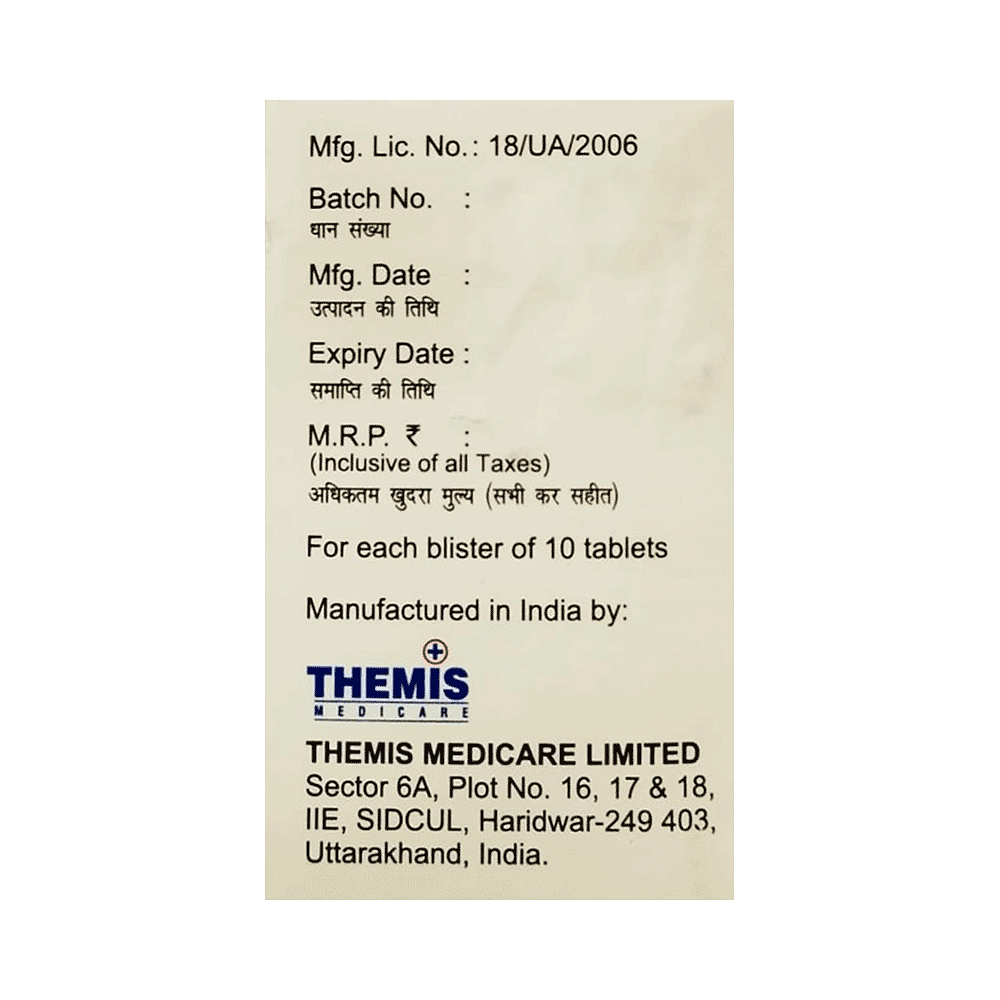 Mfg. Lic. No.: 18/UA/2006
Batch No. :
धान संख्या
Mfg. Date :
उत्पादन की तिथि
Expiry Date :
समाप्ति की तिथि
M.R.P. ₹ :
(Inclusive of all Taxes)
अधिकतम खुदरा मुल्य (सभी कर सहीत)
For each blister of 10 tablets
Manufactured in India by:
THEMIS
MEDICARE
THEMIS MEDICARE LIMITED
Sector 6A, Plot No. 16, 17 & 18,
IIE, SIDCUL, Haridwar-249 403,
Uttarakhand, India.